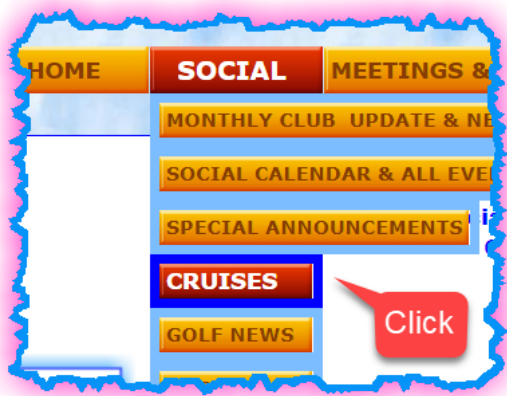 HOME SOCIAL MEETINGS &
MONTHLY CLUB UPDATE &
SOCIAL CALENDAR & ALL
SPECIAL ANNOUNCEMENTS
CRUISES
Click
GOLF NEWS